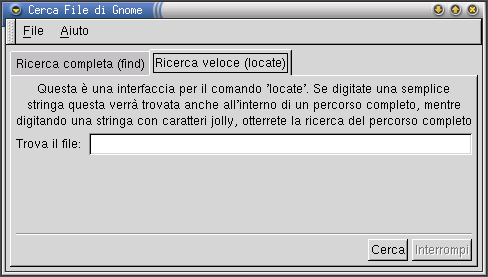 Cerca File di Gnome
File Aiuto
Ricerca completa (find) Ricerca veloce (locate)
Questa è una interfaccia per il comando 'locate'. Se digitate una semplice
stringa questa verrà trovata anche all'interno di un percorso completo, mentre
digitando una stringa con caratteri jolly, otterrete la ricerca del percorso completo
Trova il file:
Cerca Interrompi